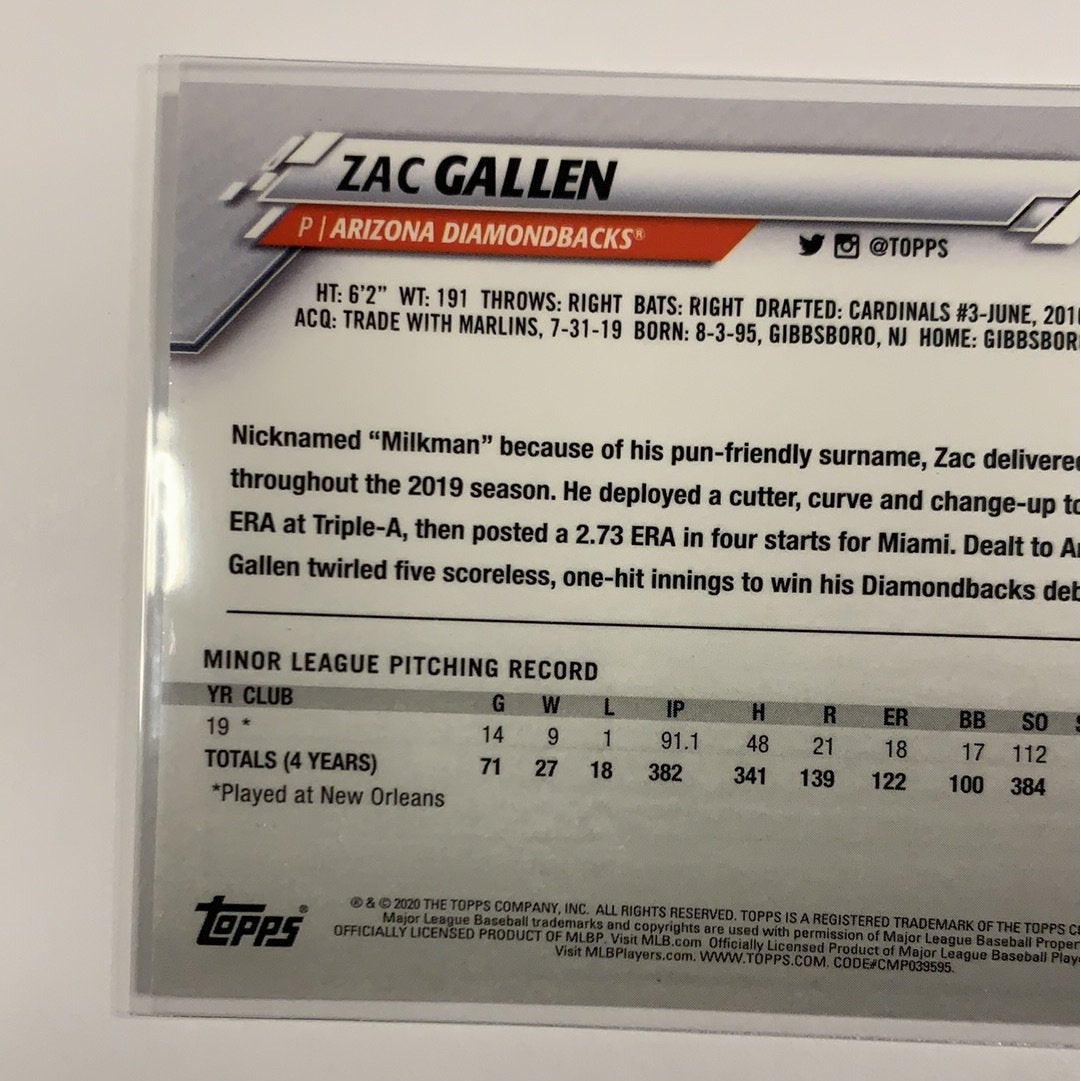 ZAC GALLEN
P | ARIZONA DIAMONDBACKS®
@TOPPS
HT: 6'2" WT: 191 THROWS: RIGHT BATS: RIGHT DRAFTED: CARDINALS #3-JUNE,
ACQ: TRADE WITH MARLINS, 7-31-19 BORN: 8-3-95, GIBBSBORO, NJ HOME:
Nicknamed “Milkman” because of his pun-friendly surname, Zac
throughout the 2019 season. He deployed a cutter, curve and change-up
ERA at Triple-A, then posted a 2.73 ERA in four starts for Miami. Dealt to
Gallen twirled five scoreless, one-hit innings to win his Diamondbacks
MINOR LEAGUE PITCHING RECORD
YR CLUB G W L IP H R ER BB SO
19 * 14 9 1 91.1 48 21 18 17 112
TOTALS (4 YEARS) 71 27 18 382 341 139 122 100 384
*Played at New Orleans
Topps®
® & © 2020 THE TOPPS COMPANY, INC. ALL RIGHTS RESERVED. TOPPS IS A REGISTERED TRADEMARK OF THE TOPPS
Major League Baseball trademarks and copyrights are used with permission of Major League Baseball
OFFICIALLY LICENSED PRODUCT OF MLBP. Visit MLB.com Officially Licensed Product of Major League Baseball
Visit MLBPlayers.com. WWW.TOPPS.COM. CODE#CMP039595.